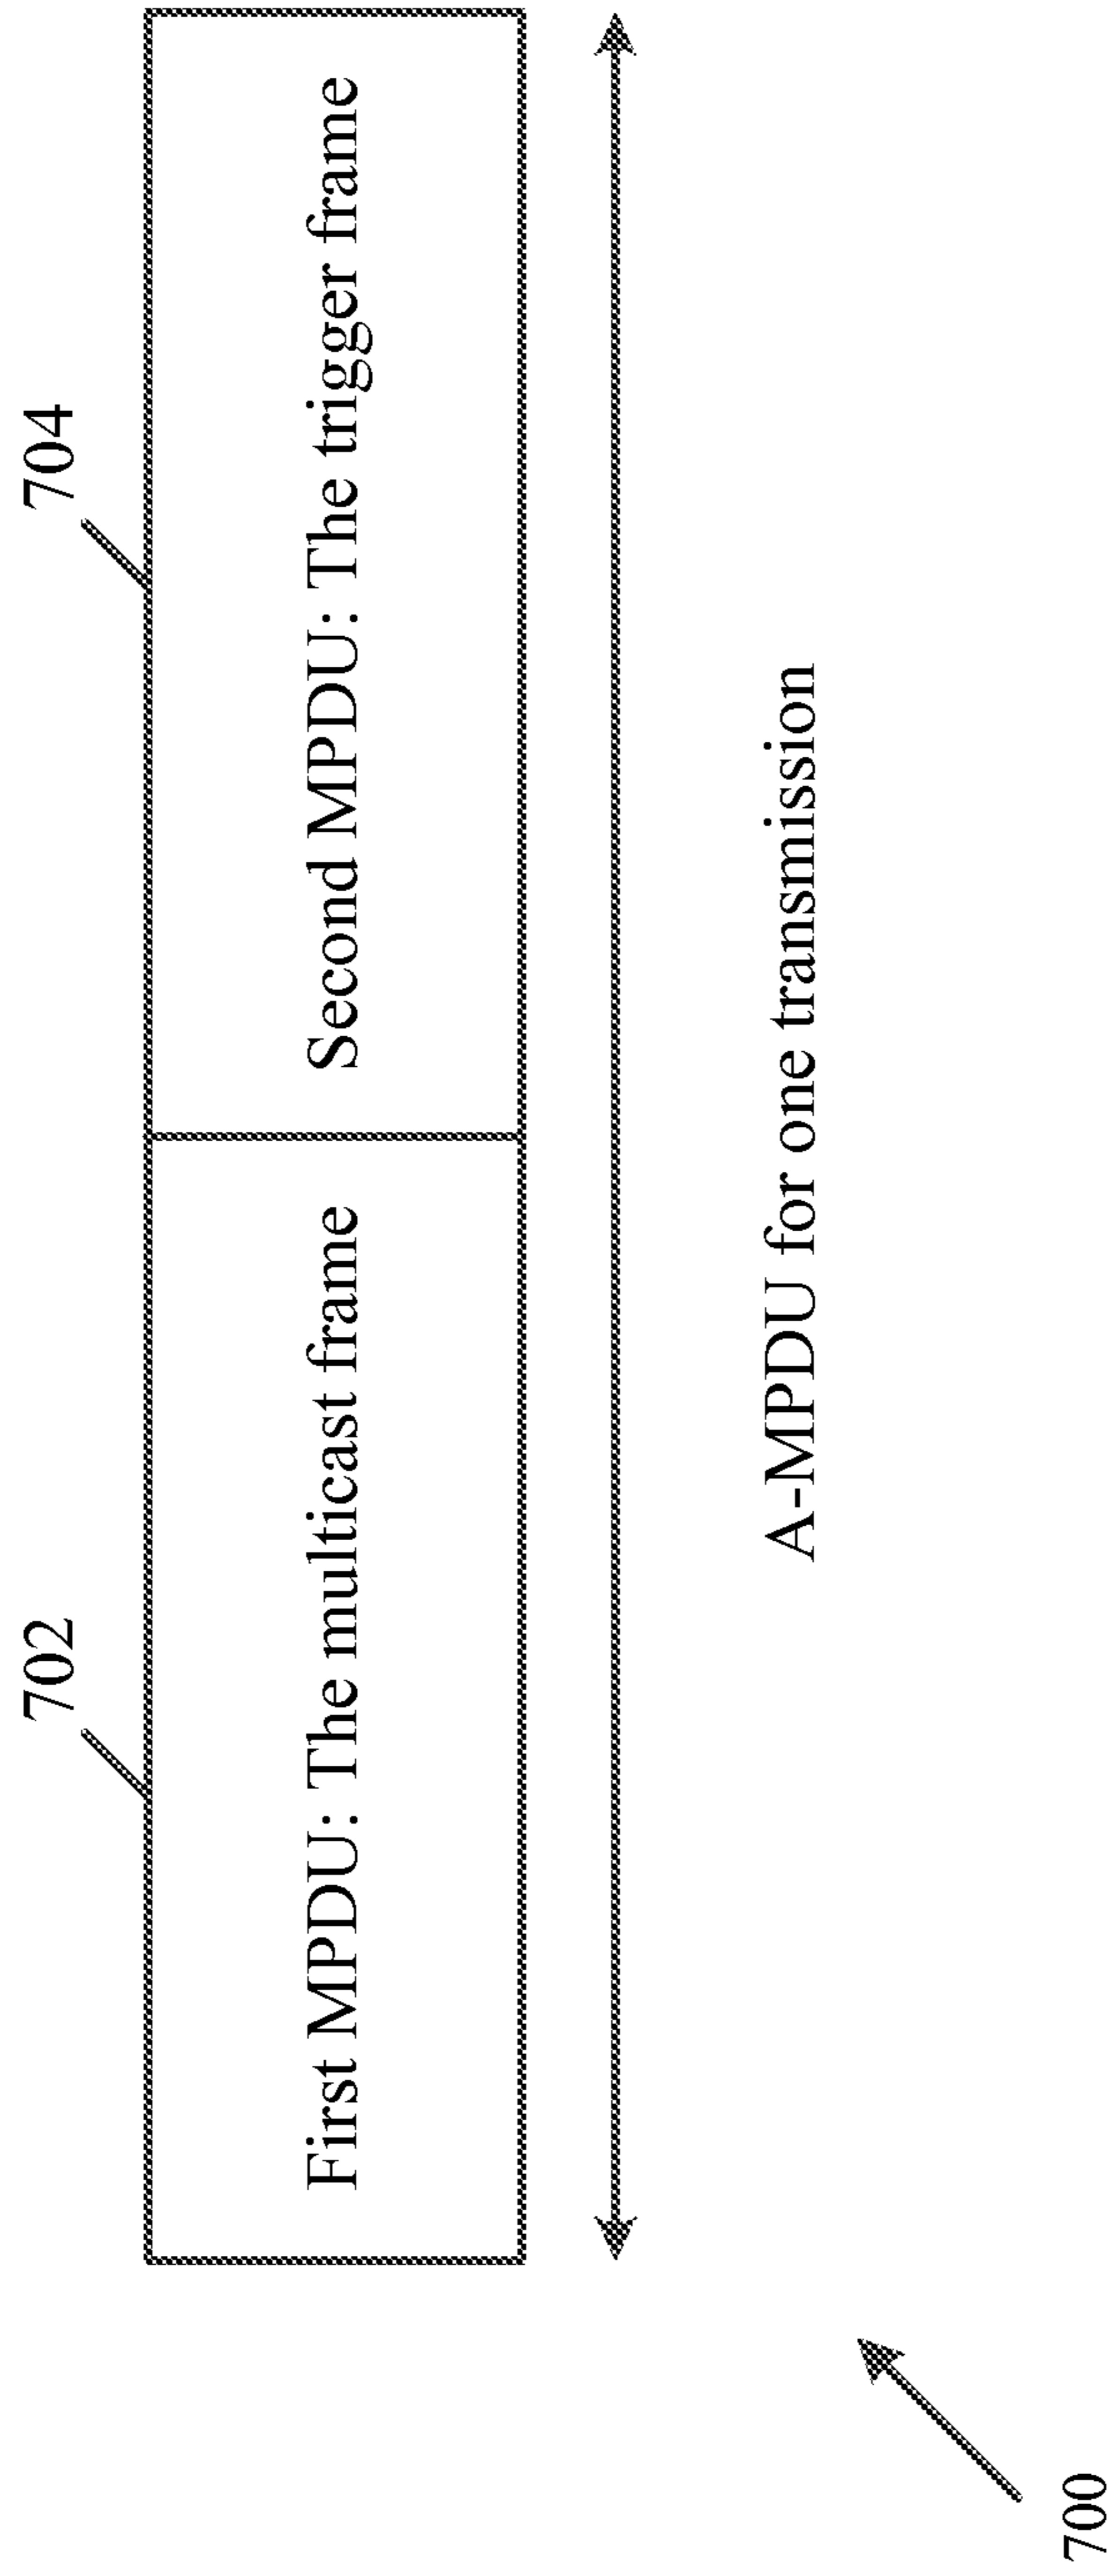 702
704
First MPDU: The multicast frame
Second MPDU: The trigger frame
A-MPDU for one transmission
700